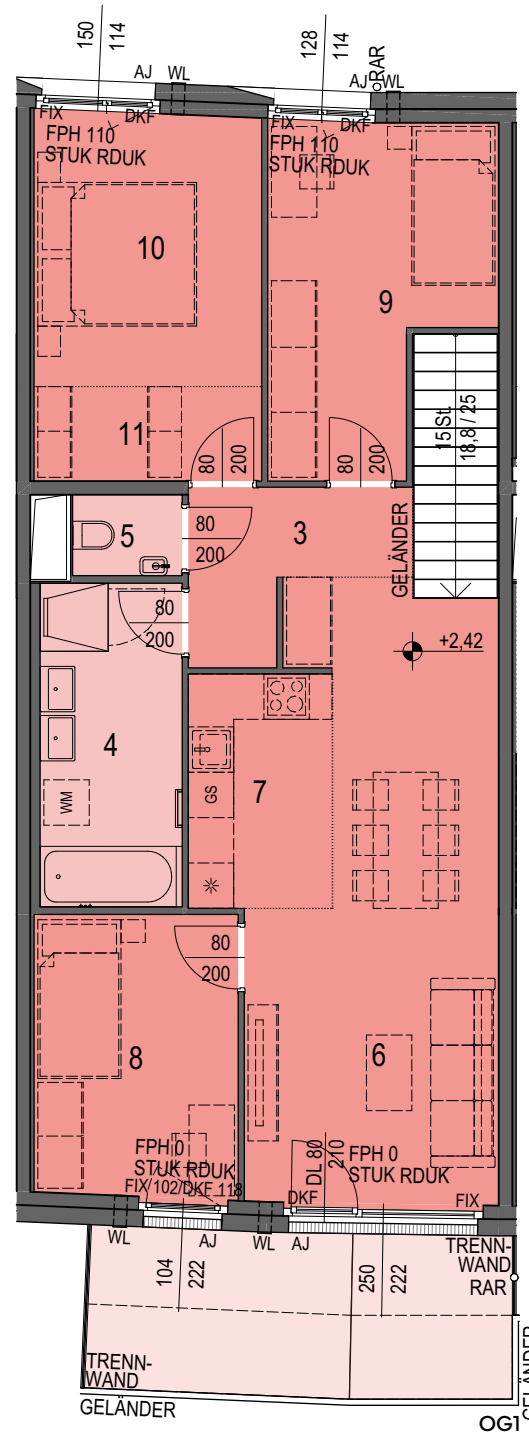 150
114
128
114
AJ WL
AJ
RAR
WL
FIX
DKF
FPH 110
STUK RDUK
FIX
DKF
FPH 110
STUK RDUK
10
9
11
15 St.
18,8 / 25
80
200
80
200
5
80
200
3
GELÄNDER
80
200
+2,42
4
7
GS
WM
80
200
8
6
FPH 0
STUK RDUK
FIX/102/DKF 118
DL 80
210
FPH 0
STUK RDUK
DKF
FIX
WL
AJ
WL
AJ
TRENN-
WAND
RAR
104
222
250
222
TRENN-
WAND
GELÄNDER
GELÄNDER
OG1